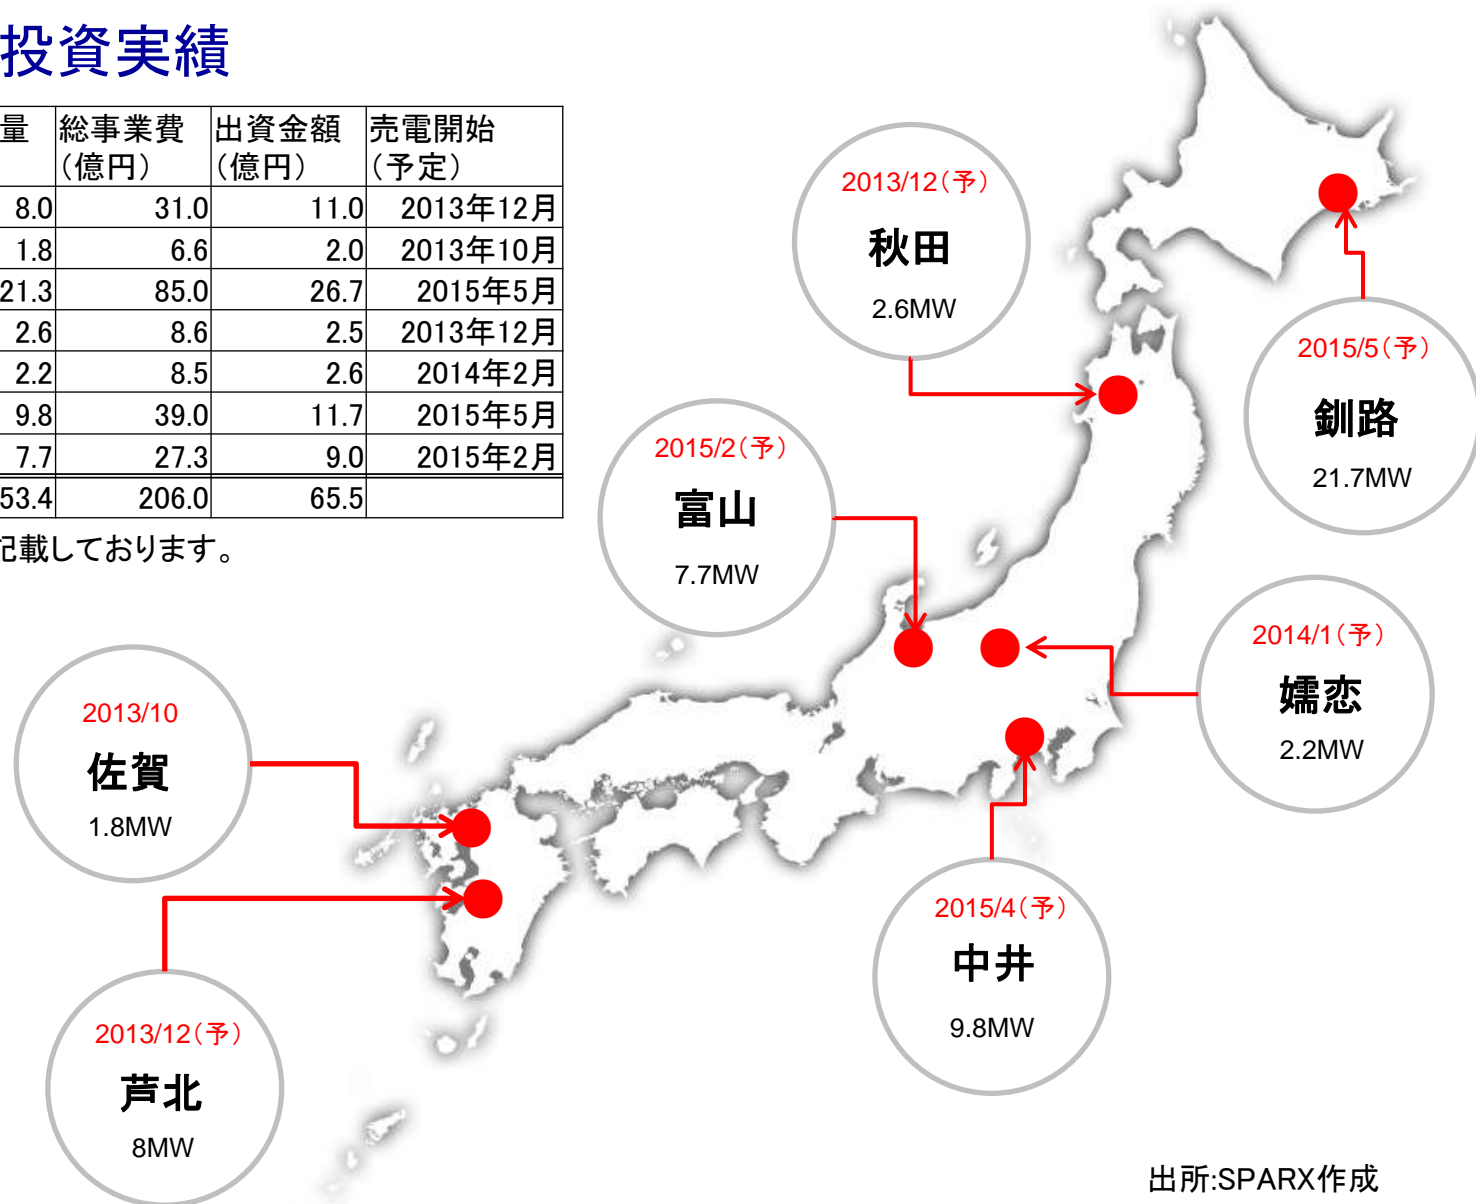 投資実績
量 総事業費 出資金額 売電開始
(億円) (億円) (予定)
8.0 31.0 11.0 2013年12月
1.8 6.6 2.0 2013年10月
21.3 85.0 26.7 2015年5月
2.6 8.6 2.5 2013年12月
2.2 8.5 2.6 2014年2月
9.8 39.0 11.7 2015年5月
7.7 27.3 9.0 2015年2月
53.4 206.0 65.5
記載しております。
2013/12(予)
秋田
2.6MW
2015/5(予)
釧路
21.7MW
2015/2(予)
富山
7.7MW
2014/1(予)
嬬恋
2.2MW
2013/10
佐賀
1.8MW
2015/4(予)
中井
9.8MW
2013/12(予)
芦北
8MW
出所:SPARX作成